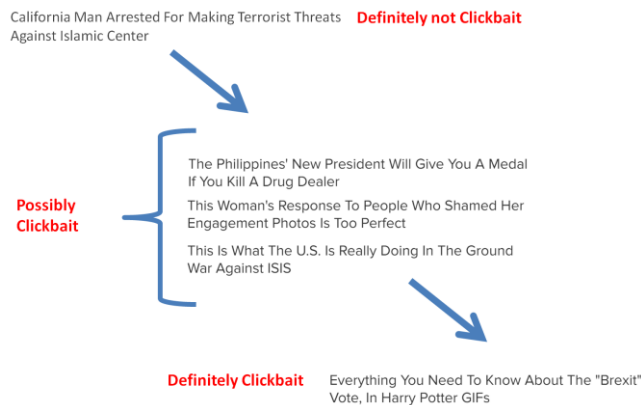 California Man Arrested For Making Terrorist Threats
Against Islamic Center
Definitely not Clickbait
The Philippines' New President Will Give You A Medal
If You Kill A Drug Dealer
Possibly
Clickbait
This Woman's Response To People Who Shamed Her
Engagement Photos Is Too Perfect
This Is What The U.S. Is Really Doing In The Ground
War Against ISIS
Definitely Clickbait
Everything You Need To Know About The "Brexit"
Vote, In Harry Potter GIFs